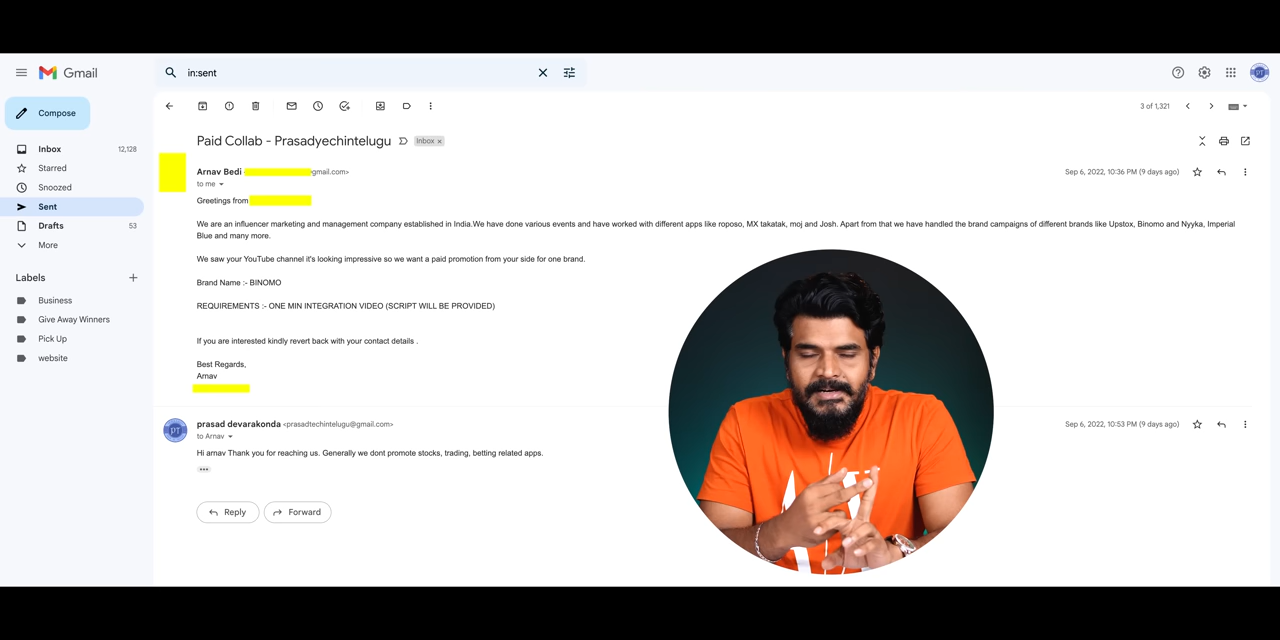 Gmail
in:sent
Compose
3 of 1,321
Inbox 12,128
Starred
Snoozed
Sent
Drafts 53
More
Labels
Business
Give Away Winners
Pick Up
website
Paid Collab - Prasadyechintelugu Inbox ×
Arnav Bedi gmail.com>
Sep 6, 2022, 10:36 PM (9 days ago)
to me
Greetings from
We are an influencer marketing and management company established in India.We have done various events and have worked with different apps like roposo, MX takatak, moj and Josh. Apart from that we have handled the brand campaigns of different brands like Upstox, Binomo and Nyyka, Imperial
Blue and many more.
We saw your YouTube channel it's looking impressive so we want a paid promotion from your side for one brand.
Brand Name :- BINOMO
REQUIREMENTS :- ONE MIN INTEGRATION VIDEO (SCRIPT WILL BE PROVIDED)
If you are interested kindly revert back with your contact details .
Best Regards,
Arnav
PT
prasad devarakonda <prasadtechintelugu@gmail.com>
Sep 6, 2022, 10:53 PM (9 days ago)
to Arnav
Hi arnav Thank you for reaching us. Generally we dont promote stocks, trading, betting related apps.
Reply
Forward